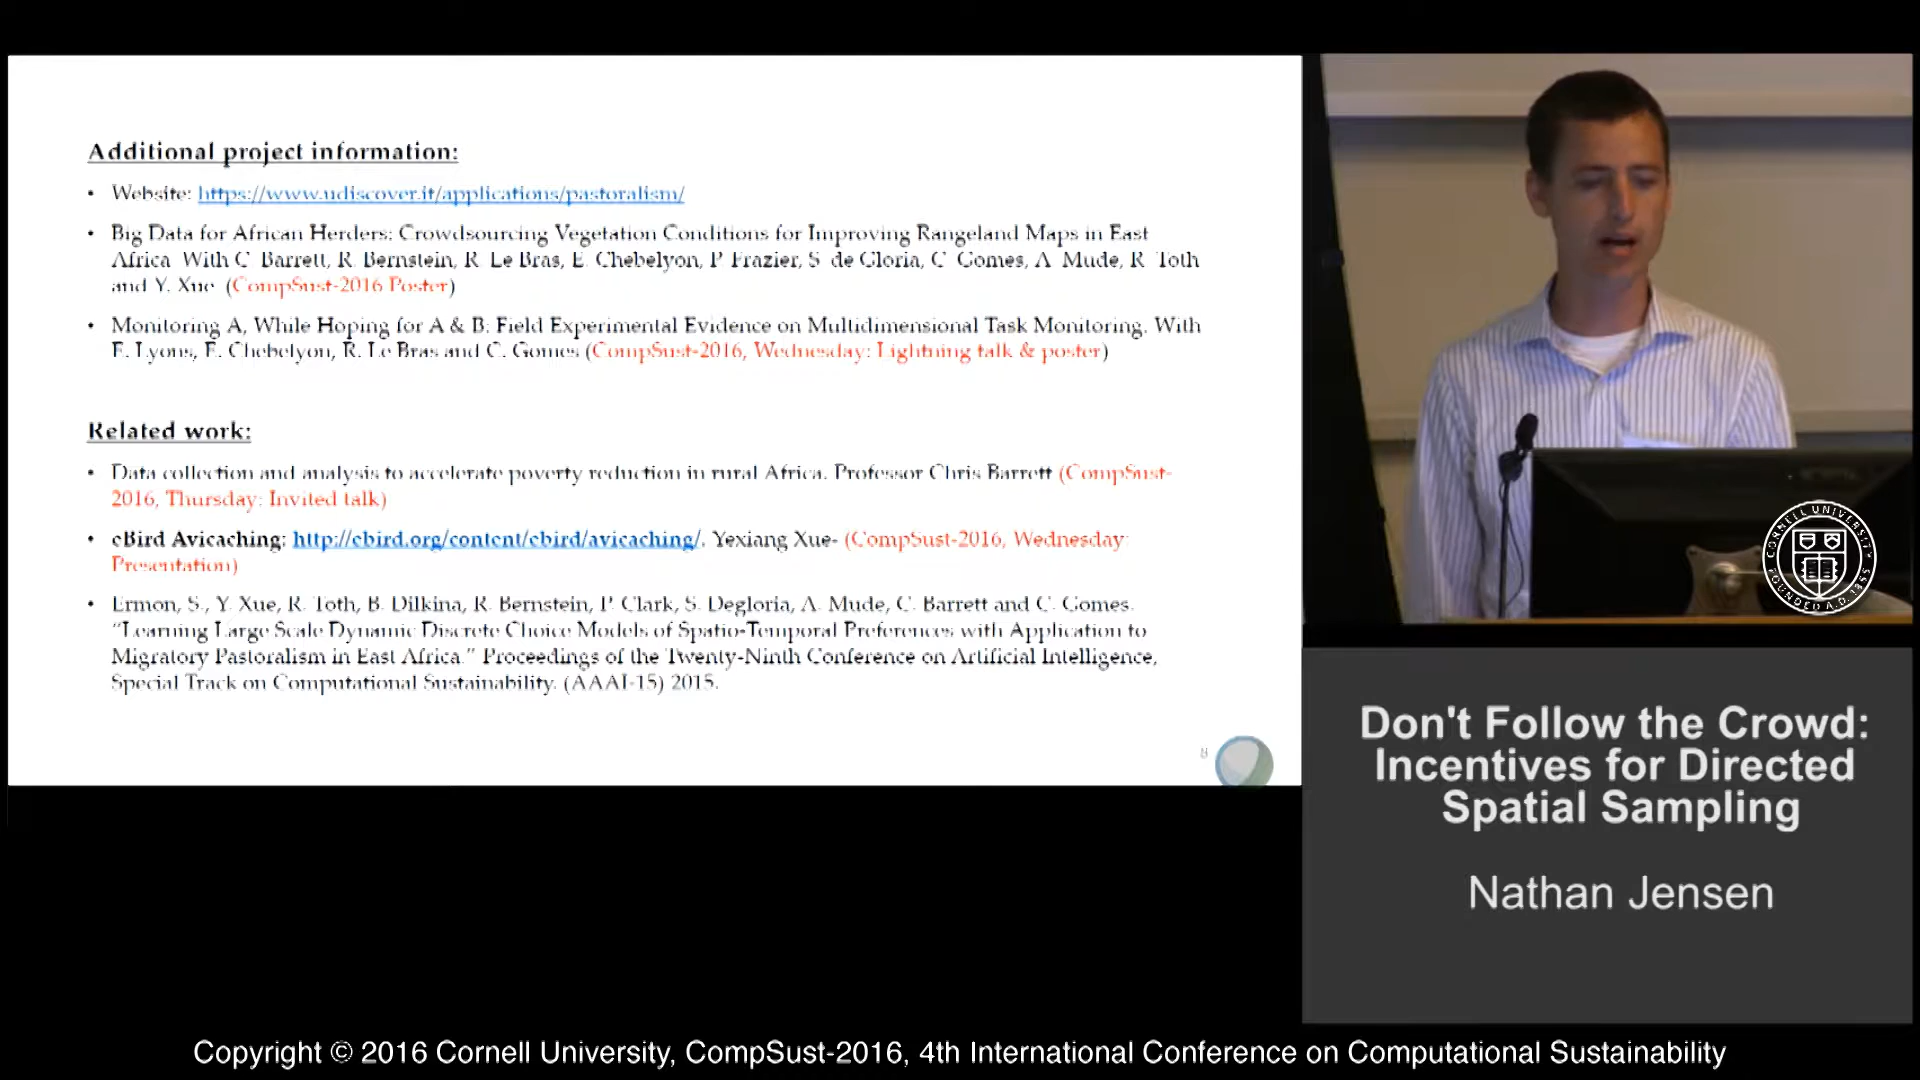 Additional project information:
• Website: https://www.udiscover.it/applications/pastoralism/
• Big Data for African Herders: Crowdsourcing Vegetation Conditions for Improving Rangeland Maps in East
Africa. With C. Barrett, R. Bernstein, R. Le Bras, E. Chebelyon, P. Frazier, S. de Gloria, C. Gomes, A. Mude, R. Toth
and Y. Xue. (CompSust-2016 Poster)
• Monitoring A, While Hoping for A & B: Field Experimental Evidence on Multidimensional Task Monitoring. With
E. Lyons, E. Chebelyon, R. Le Bras and C. Gomes (CompSust-2016, Wednesday: Lightning talk & poster)
Related work:
• Data collection and analysis to accelerate poverty reduction in rural Africa. Professor Chris Barrett (CompSust-
2016, Thursday: Invited talk)
• eBird Avicaching: http://ebird.org/content/ebird/avicaching/. Yexiang Xue- (CompSust-2016, Wednesday:
Presentation)
• Ermon, S., Y. Xue, R. Toth, B. Dilkina, R. Bernstein, P. Clark, S. Degloria, A. Mude, C. Barrett and C. Gomes.
"Learning Large Scale Dynamic Discrete Choice Models of Spatio-Temporal Preferences with Application to
Migratory Pastoralism in East Africa." Proceedings of the Twenty-Ninth Conference on Artificial Intelligence,
Special Track on Computational Sustainability. (AAAI-15) 2015.
8
CORNELL UNIVERSITY
FOUNDED A.D. 1865
Don't Follow the Crowd:
Incentives for Directed
Spatial Sampling
Nathan Jensen
Copyright © 2016 Cornell University, CompSust-2016, 4th International Conference on Computational Sustainability